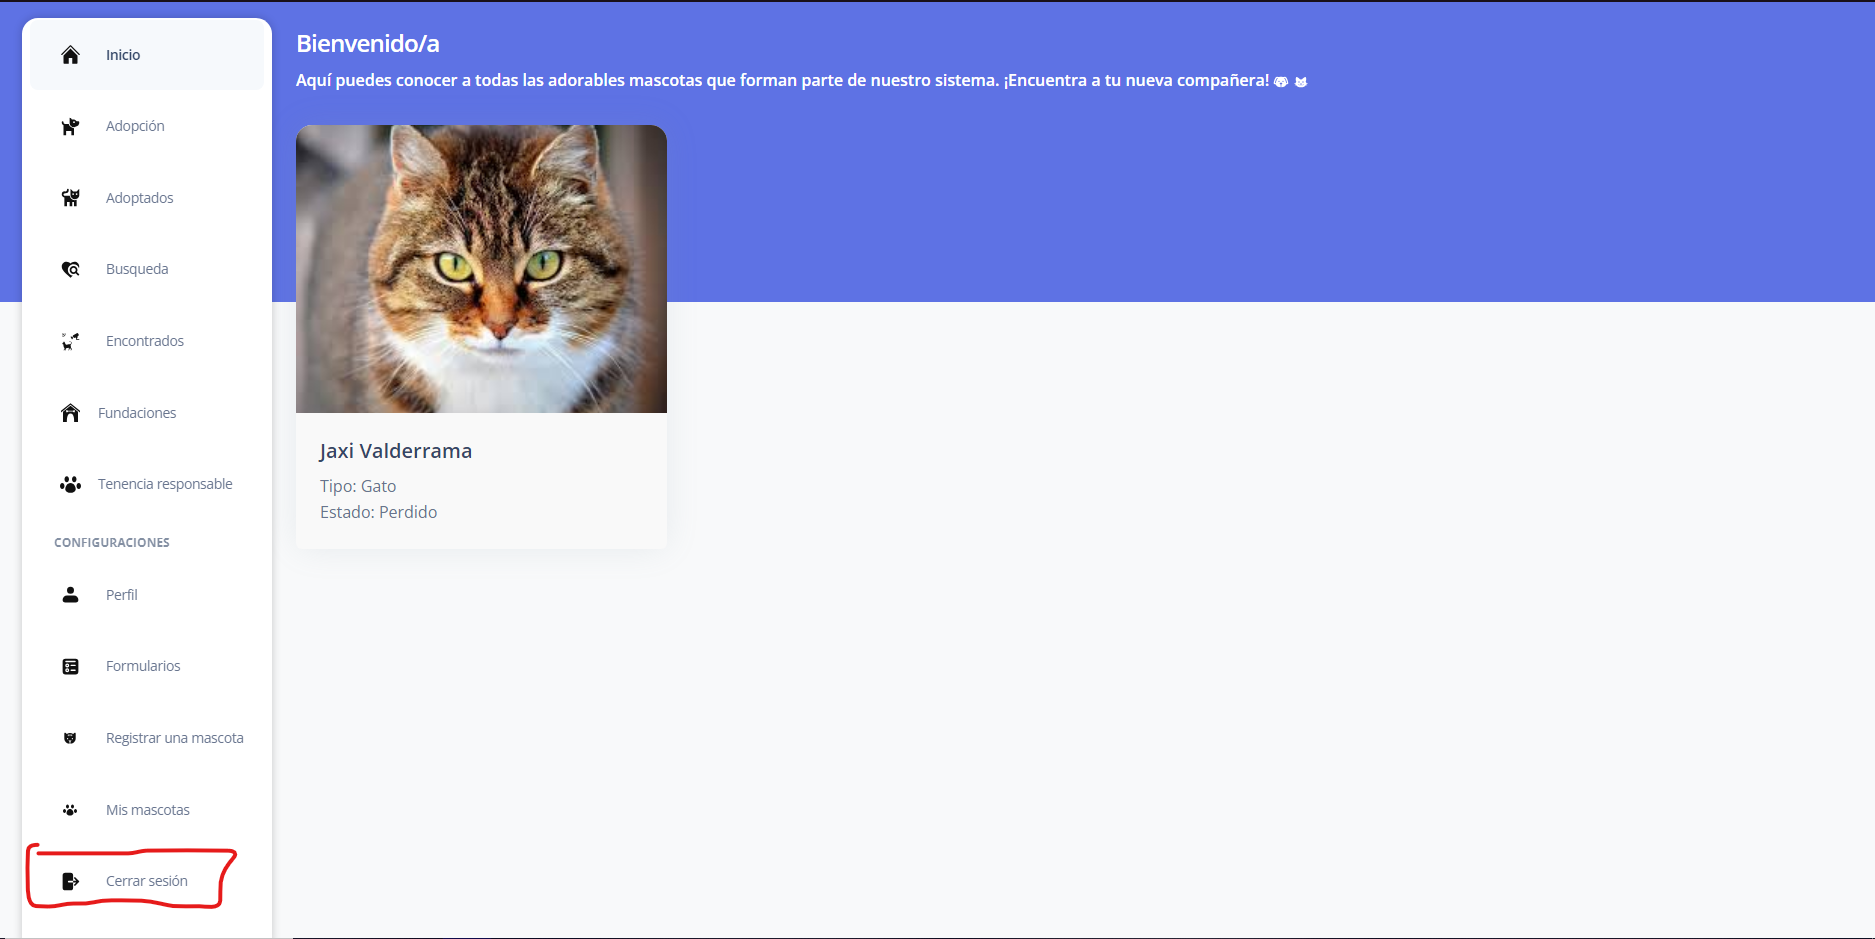 Inicio
Adopción
Adoptados
Busqueda
Encontrados
Fundaciones
Tenencia responsable
CONFIGURACIONES
Perfil
Formularios
Registrar una mascota
Mis mascotas
Cerrar sesión
Bienvenido/a
Aquí puedes conocer a todas las adorables mascotas que forman parte de nuestro sistema. ¡Encuentra a tu nueva compañera!
Jaxi Valderrama
Tipo: Gato
Estado: Perdido